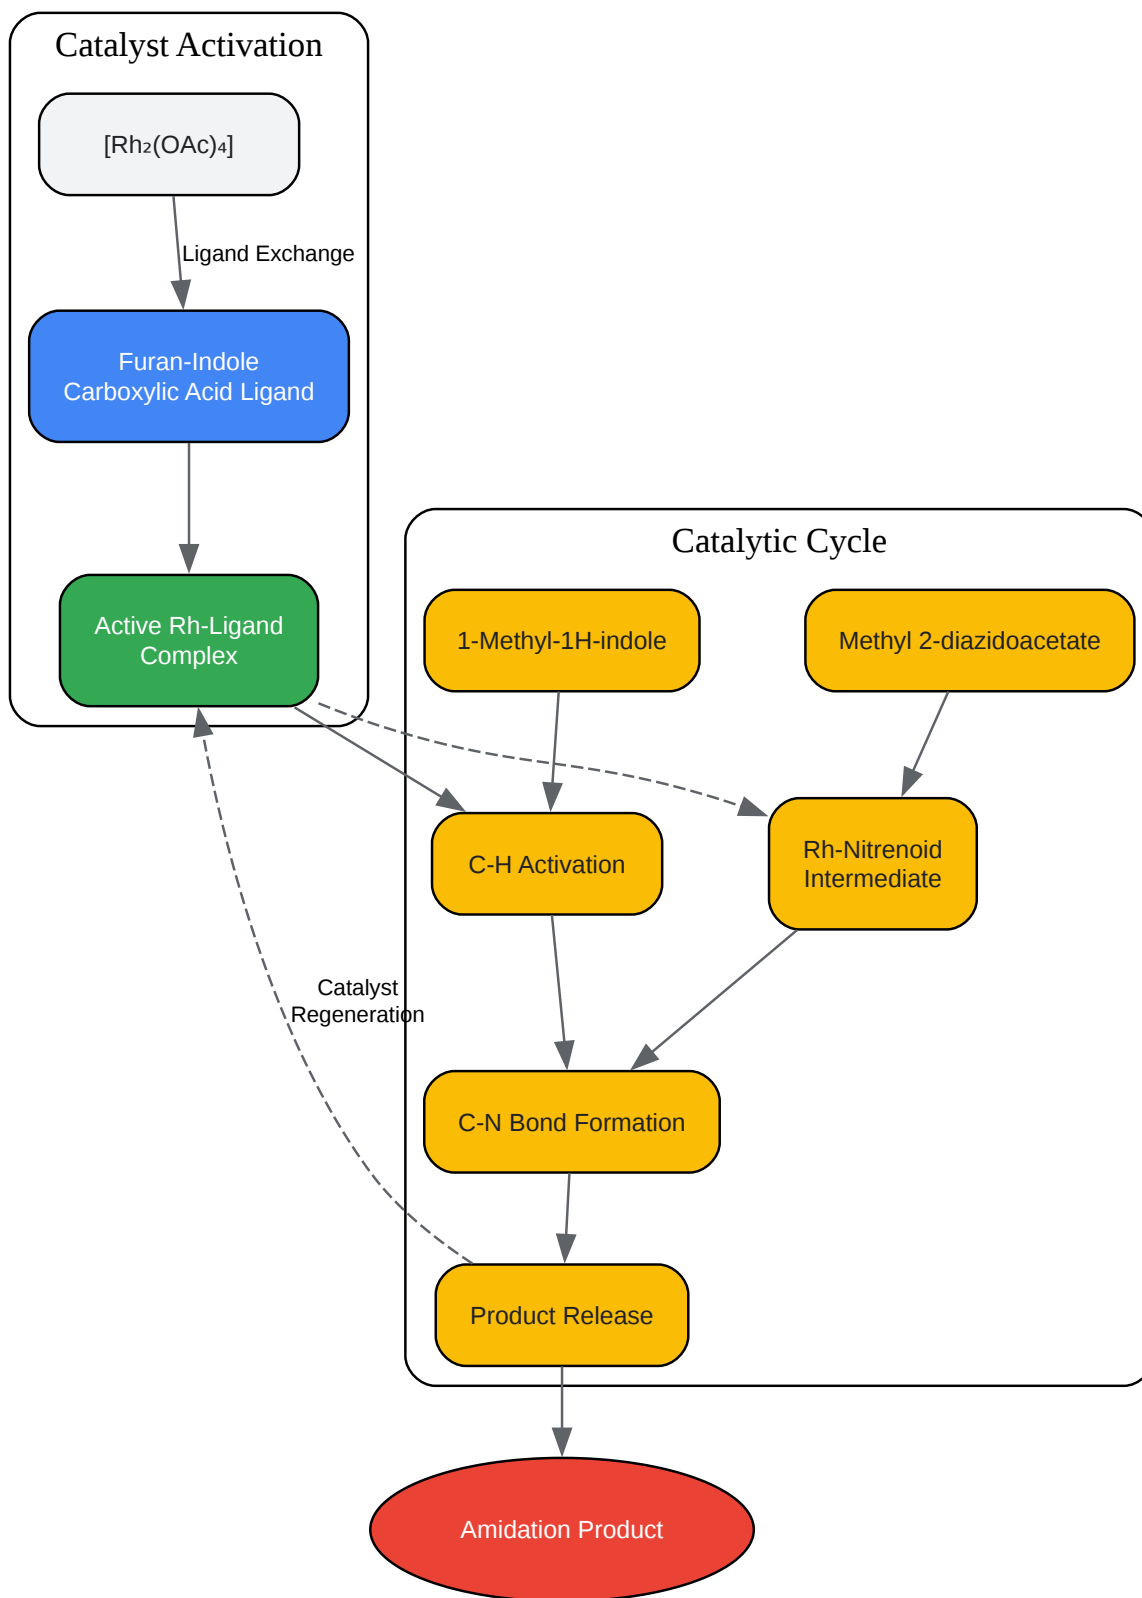 Catalyst Activation
[Rh₂(OAc)₄]
Ligand Exchange
Furan-Indole
Carboxylic Acid Ligand
Active Rh-Ligand
Complex
Catalytic Cycle
1-Methyl-1H-indole
Methyl 2-diazidoacetate
C-H Activation
Rh-Nitrenoid
Intermediate
Catalyst
Regeneration
C-N Bond Formation
Product Release
Amidation Product